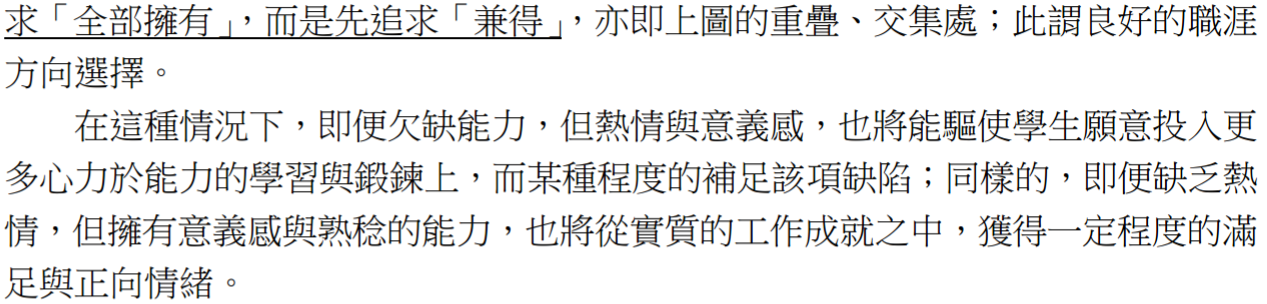 求「全部擁有」，而是先追求「兼得」，亦即上圖的重疊、交集處；此謂良好的職涯
方向選擇。
在這種情況下，即便欠缺能力，但熱情與意義感，也將能驅使學生願意投入更
多心力於能力的學習與鍛鍊上，而某種程度的補足該項缺陷；同樣的，即便缺乏熱
情，但擁有意義感與熟稔的能力，也將從實質的工作成就之中，獲得一定程度的滿
足與正向情緒。